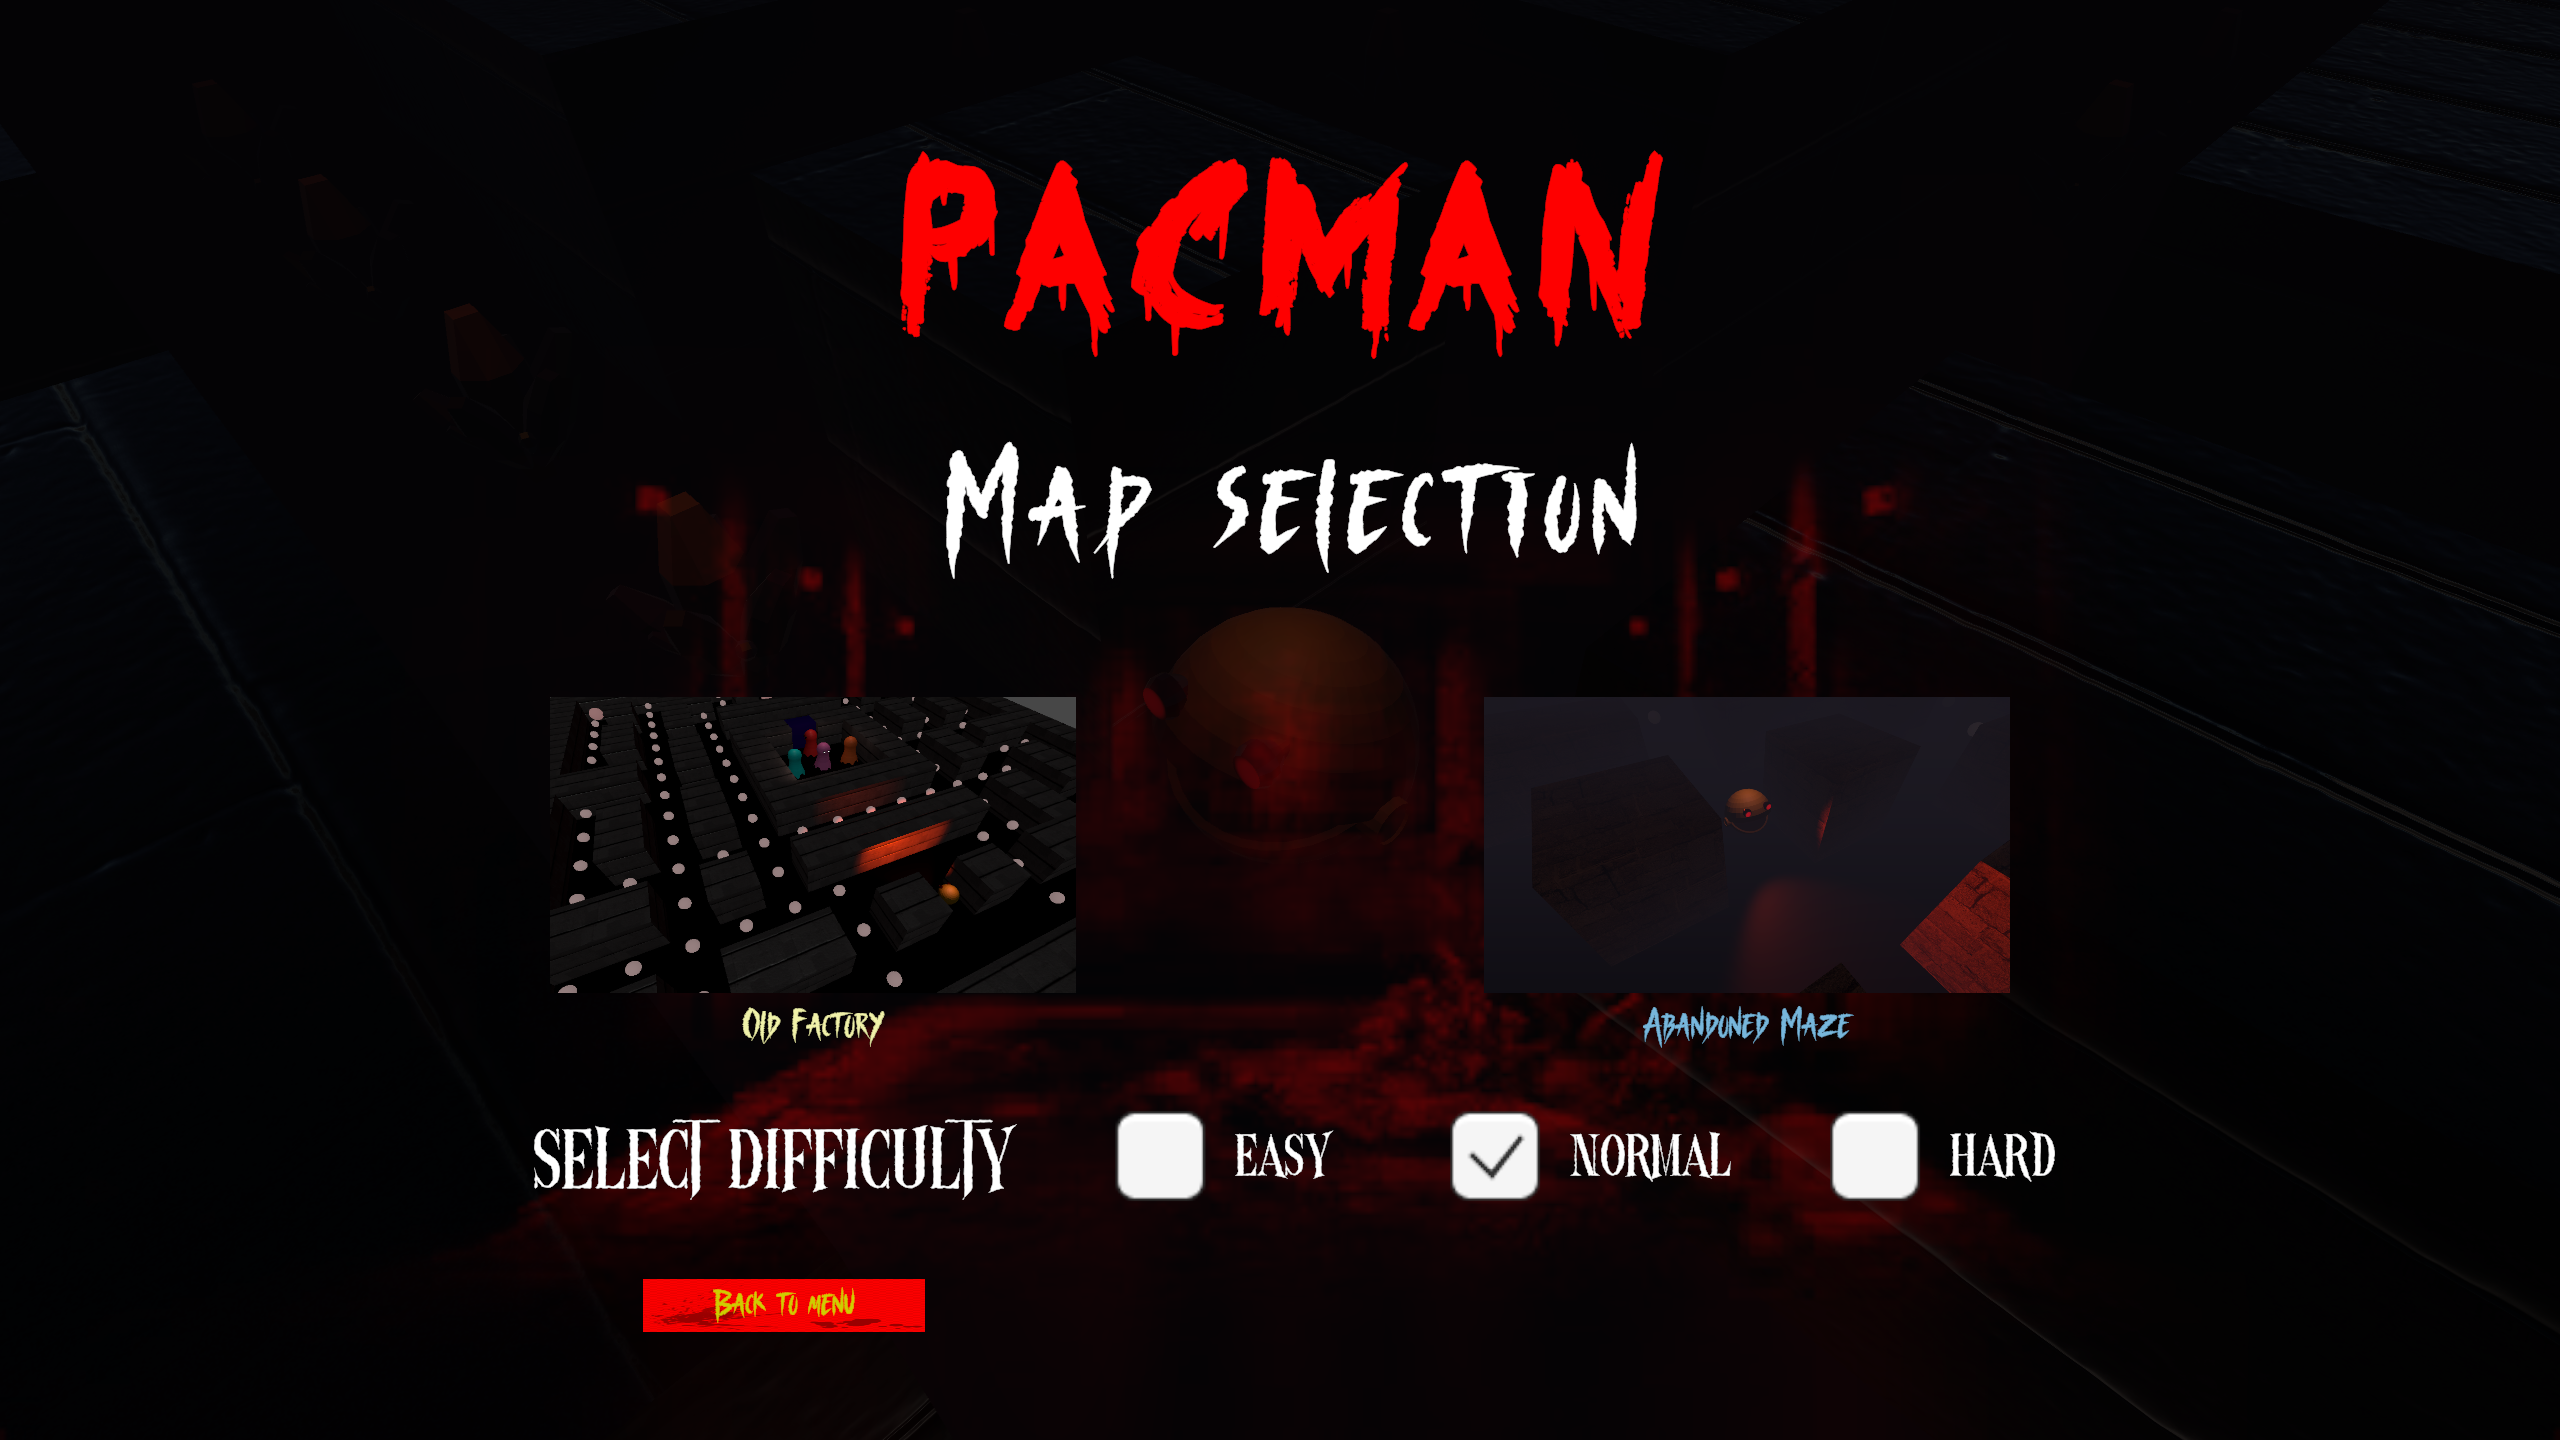 PACMAN
Map selection
Old Factory
Abandoned Maze
SELECT DIFFICULTY
EASY
NORMAL
HARD
Back to menu